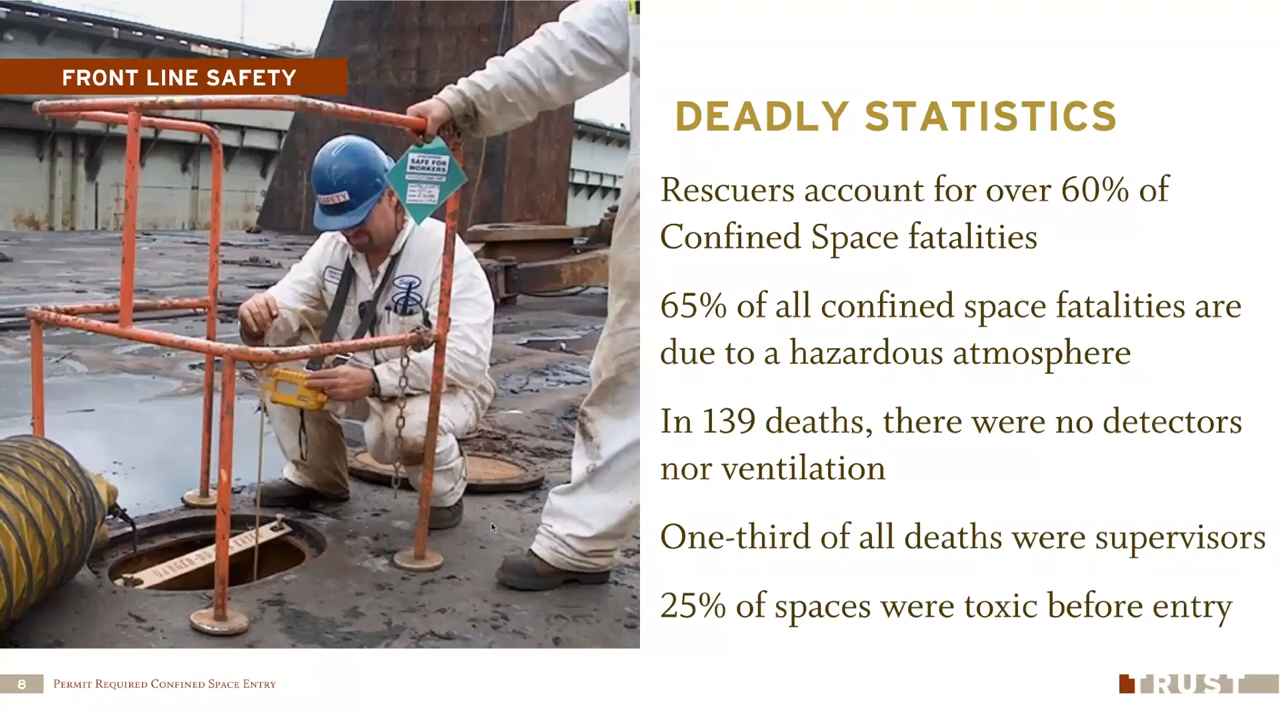 FRONT LINE SAFETY
SAFE FOR
WORKERS
SAFETY
DEADLY STATISTICS
Rescuers account for over 60% of
Confined Space fatalities
65% of all confined space fatalities are
due to a hazardous atmosphere
In 139 deaths, there were no detectors
nor ventilation
One-third of all deaths were supervisors
25% of spaces were toxic before entry
8
PERMIT REQUIRED CONFINED SPACE ENTRY
TRUST